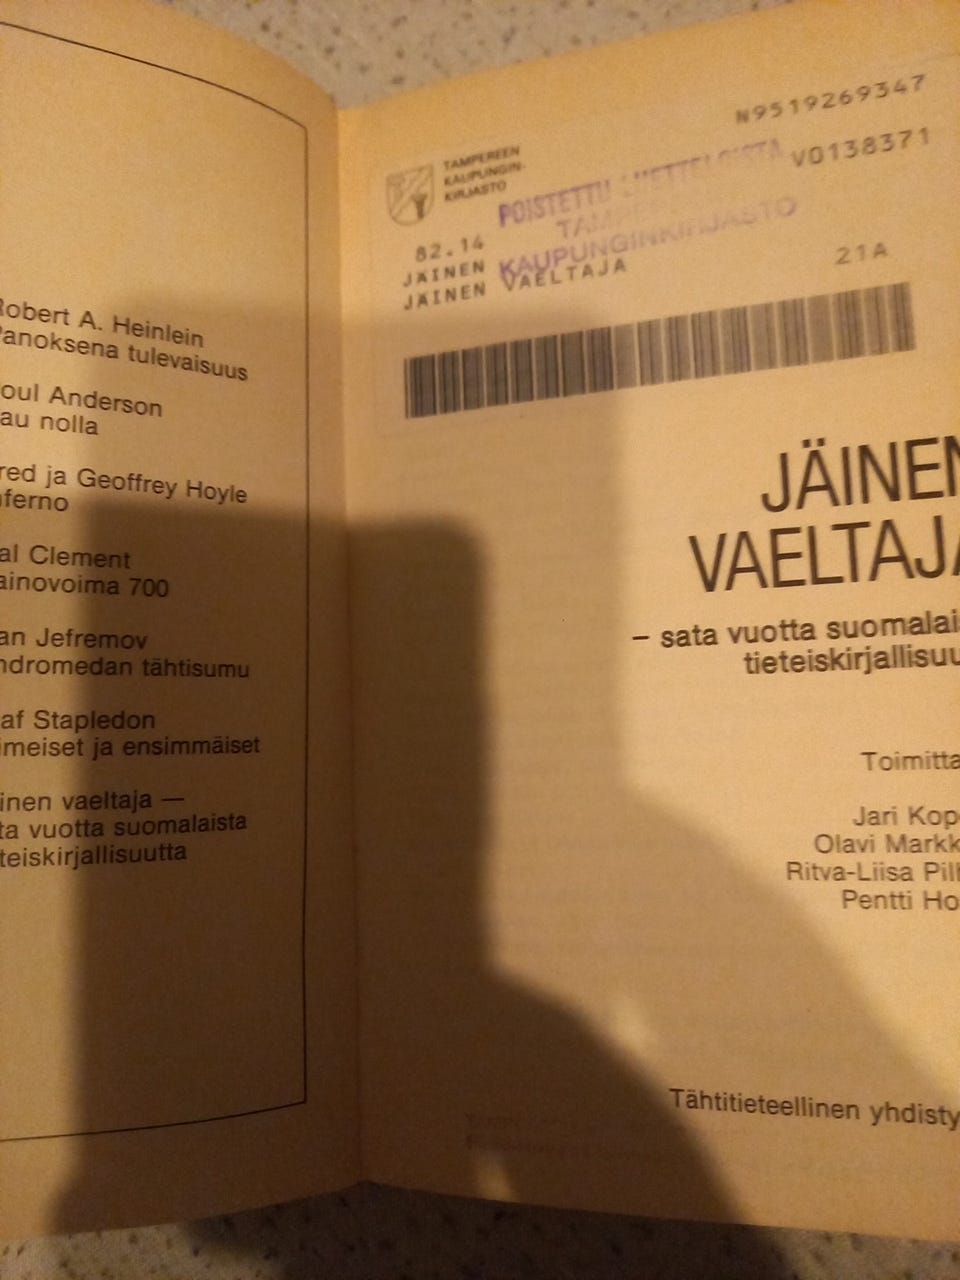 Robert A. Heinlein
Panoksena tulevaisuus
oul Anderson
au nolla
red ja Geoffrey Hoyle
ferno
al Clement
ainovoima 700
an Jefremov
ndromedan tähtisumu
af Stapledon
imeiset ja ensimmäiset
inen vaeltaja —
ta vuotta suomalaista
teiskirjallisuutta
N9519269347
TAMPEREEN
KAUPUNGIN-
KIRJASTO
V0138371
POISTETTU LUETTELOISTA
TAMPEREEN
KAUPUNGINKIRJASTO
82.14
JÄINEN
JÄINEN VAELTAJA
21A
JÄINEN
VAELTAJA
– sata vuotta suomalais
tieteiskirjallisuu
Toimitta
Jari Kop
Olavi Markk
Ritva-Liisa Pil
Pentti Ho
Tähtitieteellinen yhdisty